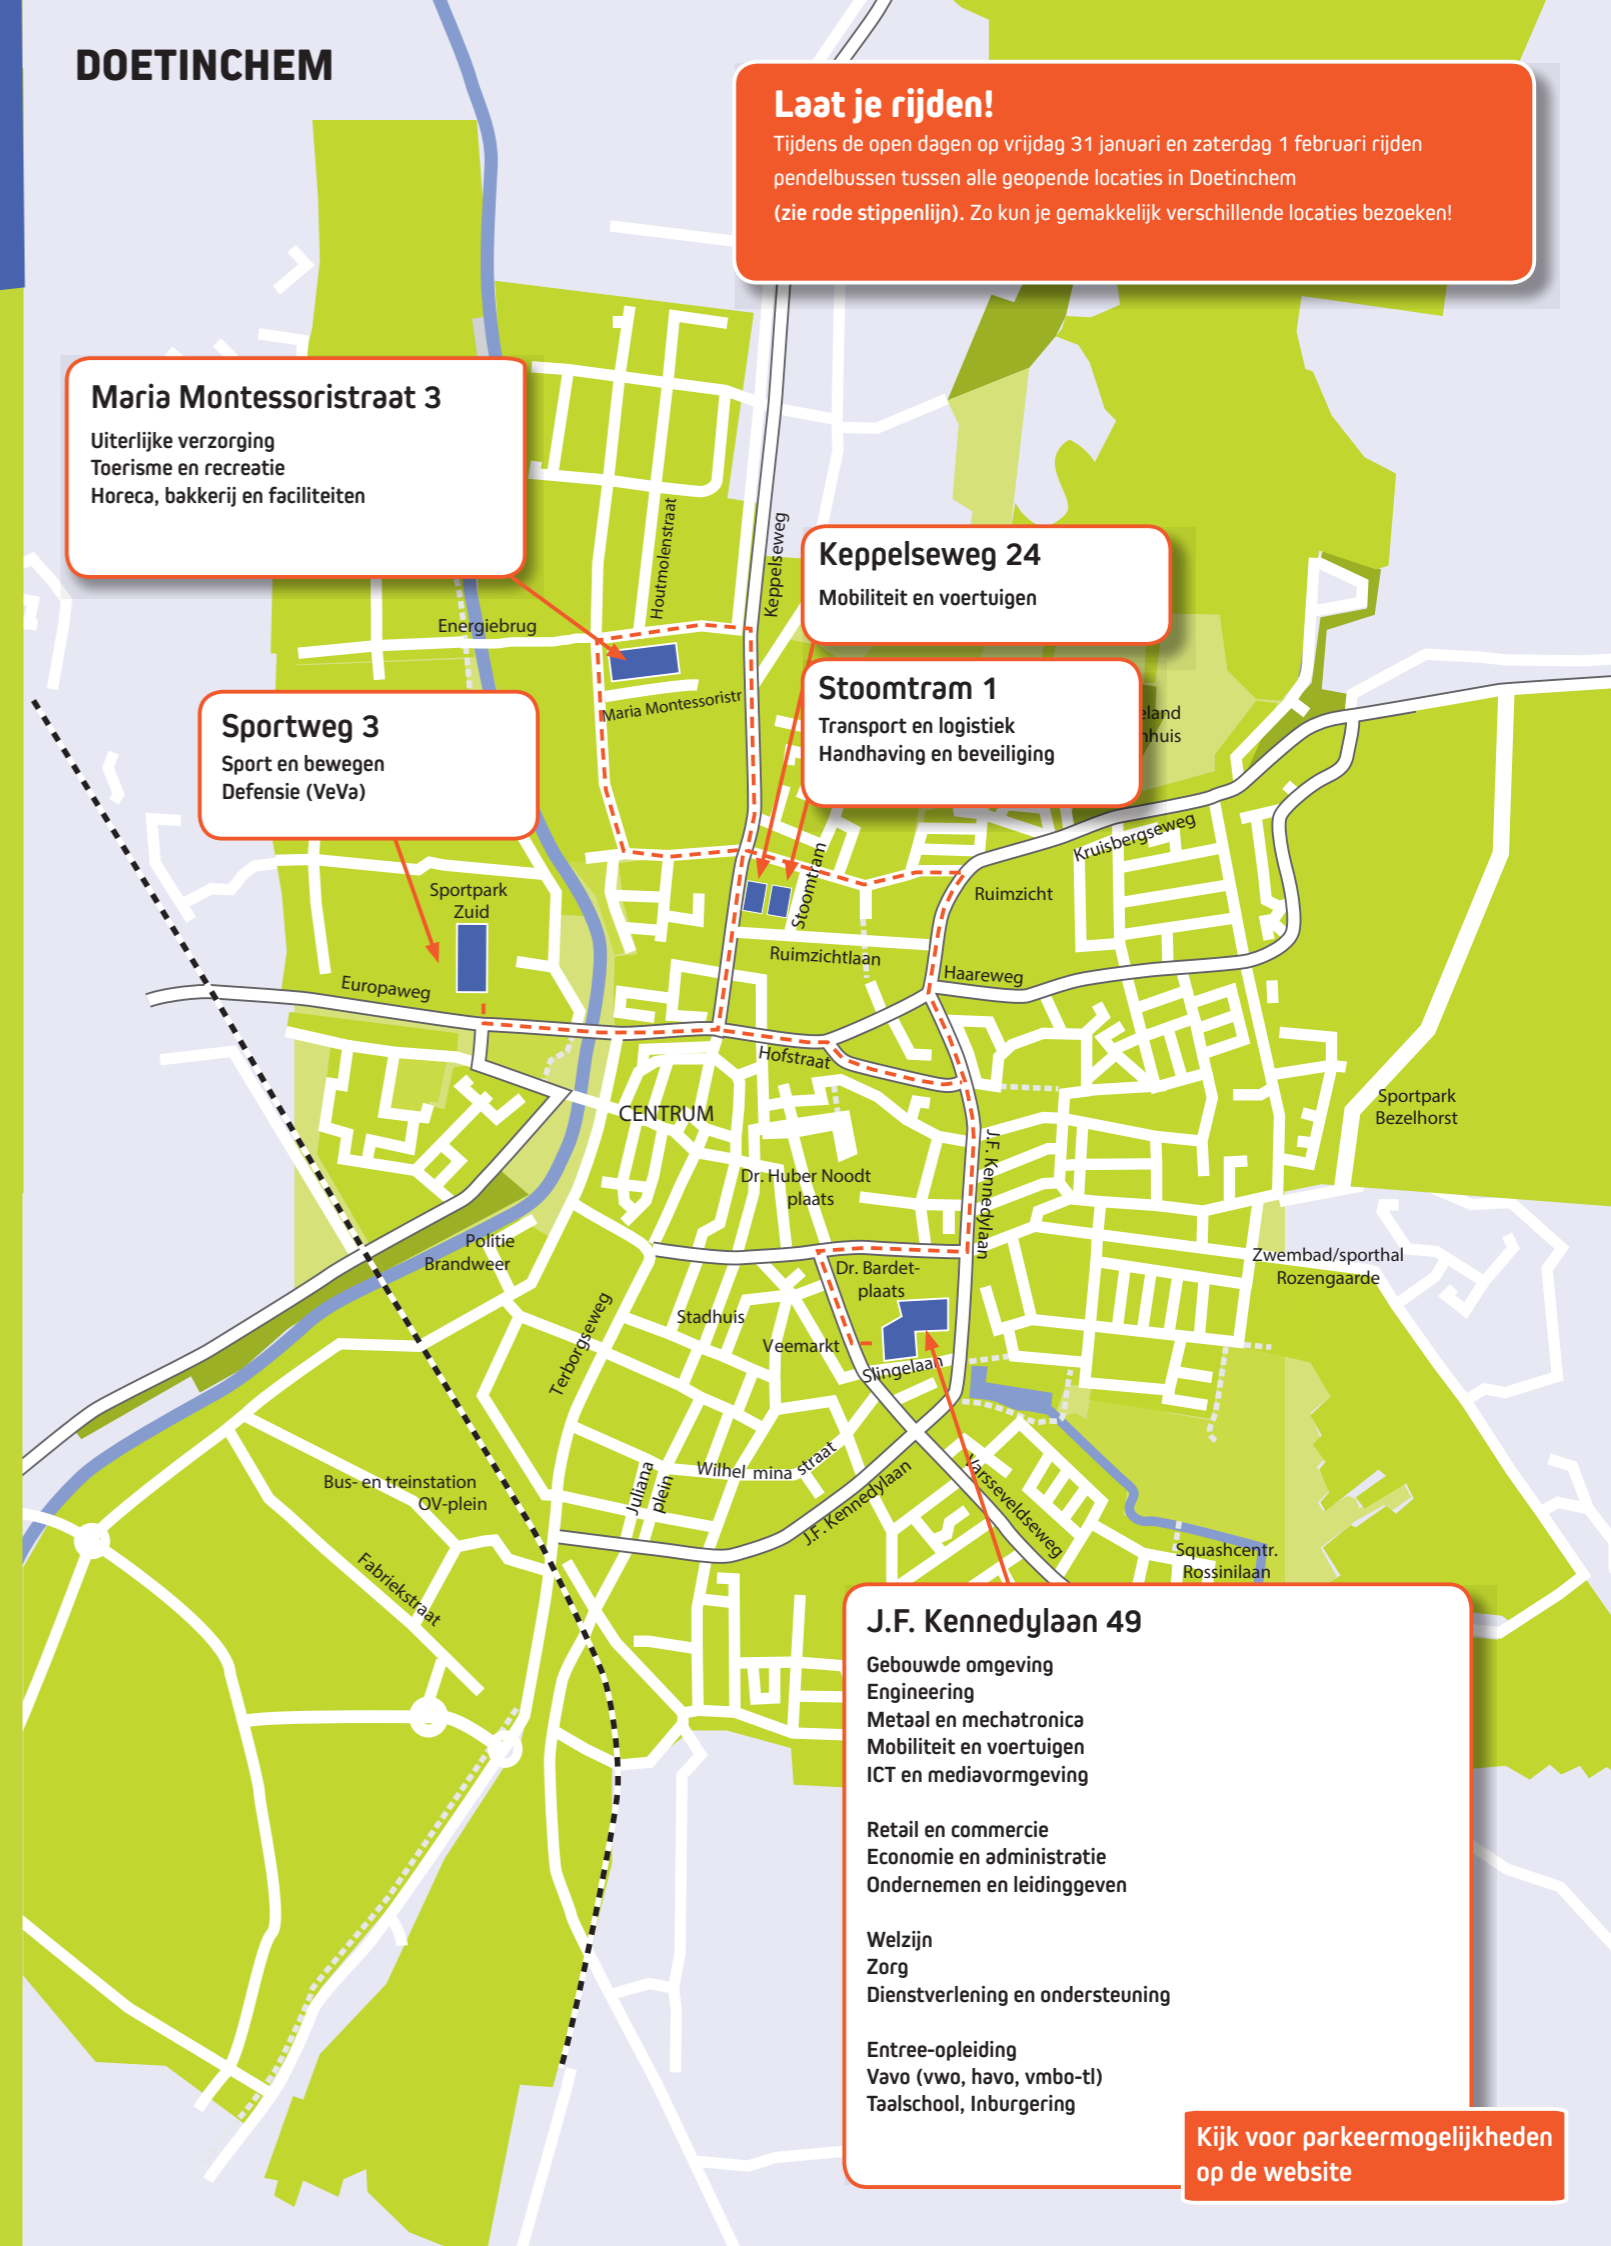 DOETINCHEM
Laat je rijden!
Tijdens de open dagen op vrijdag 31 januari en zaterdag 1 februari rijden
pendelbussen tussen alle geopende locaties in Doetinchem
(zie rode stippenlijn). Zo kun je gemakkelijk verschillende locaties bezoeken!
Maria Montessoristraat 3
Uiterlijke verzorging
Toerisme en recreatie
Horeca, bakkerij en faciliteiten
Houtmolenstraat
Keppelseweg
Keppelseweg 24
Mobiliteit en voertuigen
Energiebrug
Maria Montessoristr
Stoomtram 1
Transport en logistiek
Handhaving en beveiliging
Sportweg 3
Sport en bewegen
Defensie (VeVa)
Kruisbergseweg
Stoomtram
Sportpark
Zuid
Ruimzicht
Ruimzichtlaan
Haareweg
Europaweg
Hofstraat
CENTRUM
Sportpark
Bezelhorst
J.F. Kennedylaan
Dr. Huber Noodt
plaats
Politie
Brandweer
Zwembad/sporthal
Rozengaarde
Dr. Bardet-
plaats
Stadhuis
Terborgseweg
Veemarkt
Slingelaan
Wilhel mina straat
Juliana
plein
J.F. Kennedylaan
Varsseveldseweg
Bus- en treinstation
OV-plein
Fabriekstraat
Squashcentr.
Rossinilaan
J.F. Kennedylaan 49
Gebouwde omgeving
Engineering
Metaal en mechatronica
Mobiliteit en voertuigen
ICT en mediavormgeving
Retail en commercie
Economie en administratie
Ondernemen en leidinggeven
Welzijn
Zorg
Dienstverlening en ondersteuning
Entree-opleiding
Vavo (vwo, havo, vmbo-tl)
Taalschool, Inburgering
Kijk voor parkeermogelijkheden
op de website